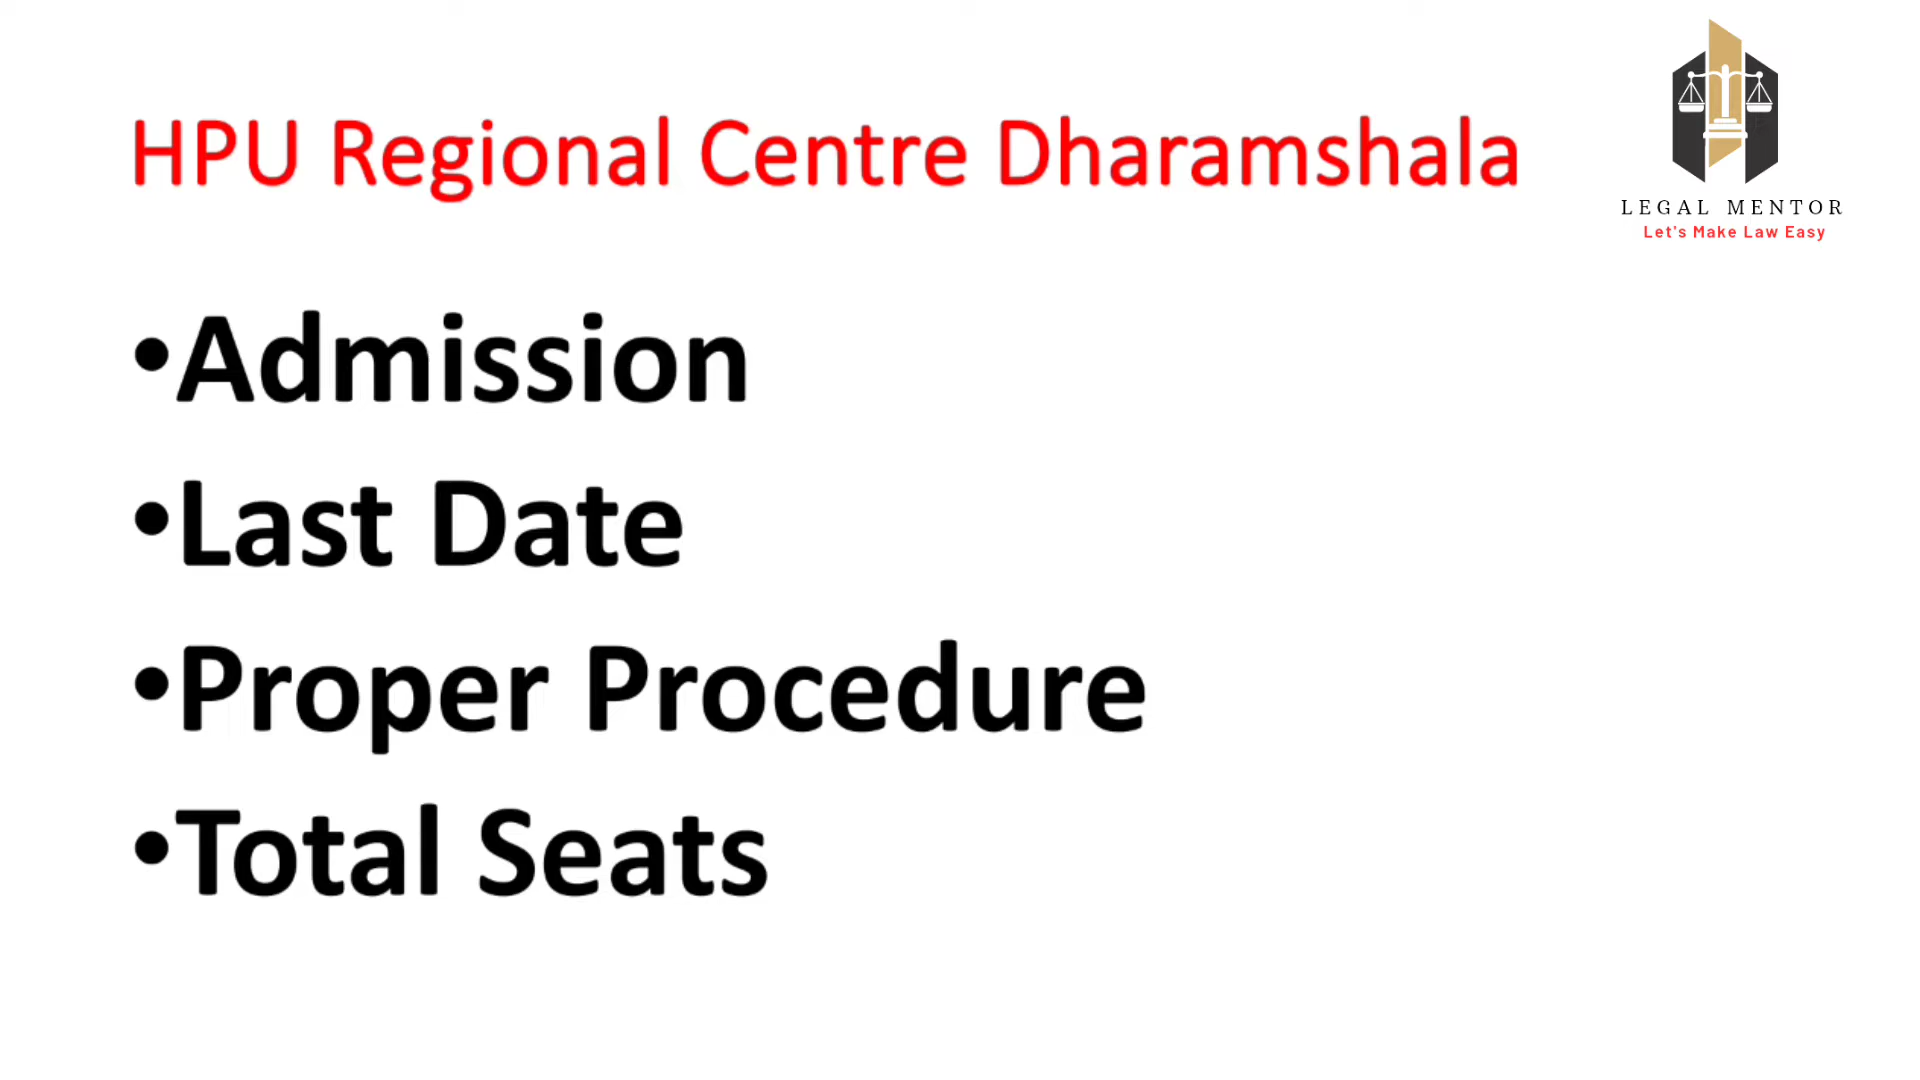 HPU Regional Centre Dharamshala
LEGAL MENTOR
Let's Make Law Easy
•Admission
•Last Date
•Proper Procedure
•Total Seats